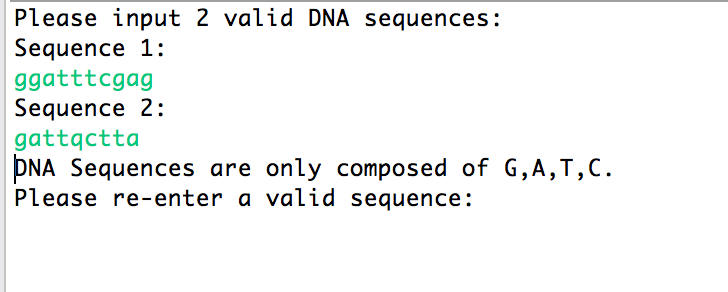 Please input 2 valid DNA sequences:
Sequence 1:
ggatttcgag
Sequence 2:
gattqctta
DNA Sequences are only composed of G,A,T,C.
Please re-enter a valid sequence: